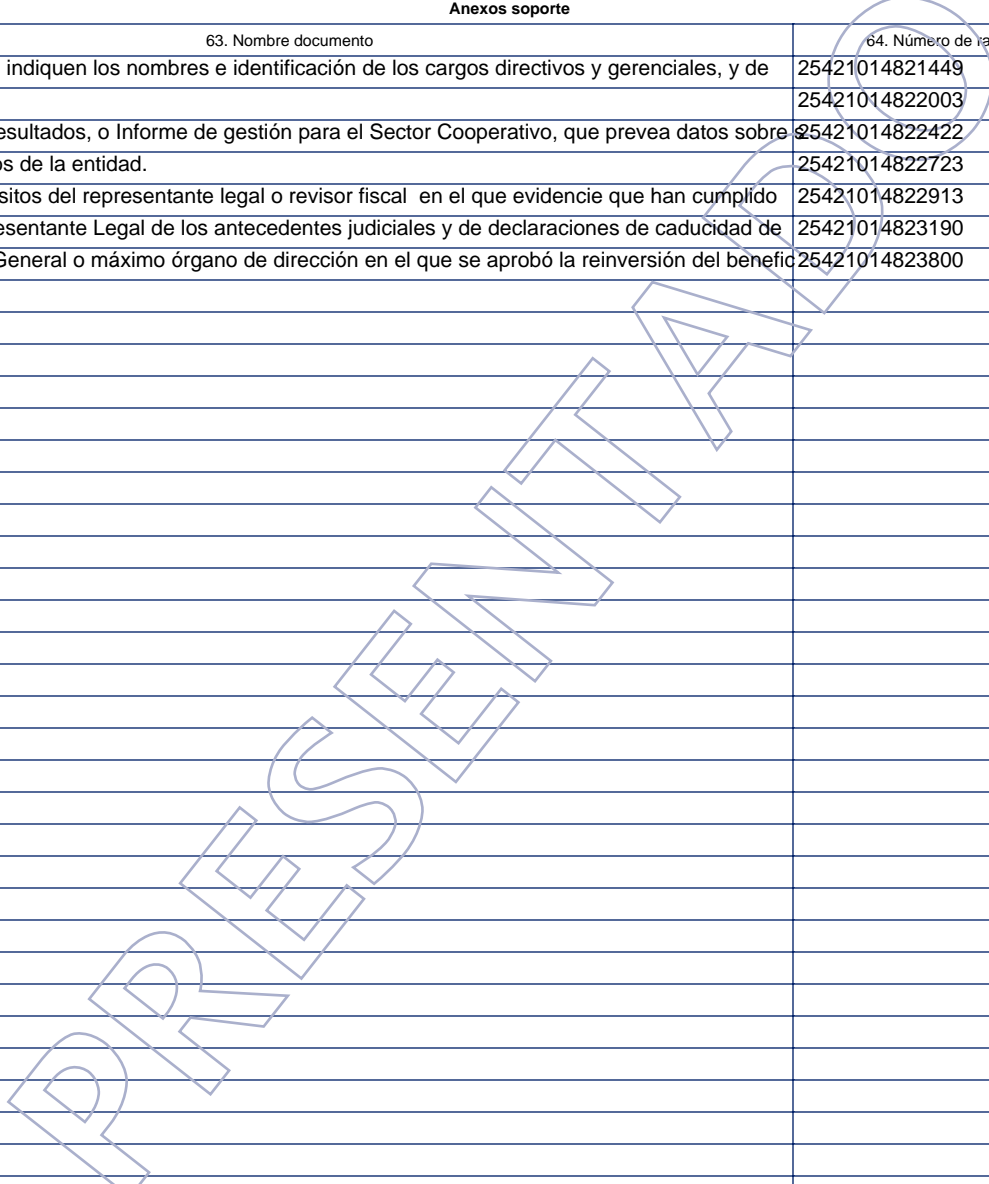 Anexos soporte
63. Nombre documento 64. Número de ra
indiquen los nombres e identificación de los cargos directivos y gerenciales, y de 25421014821449
25421014822003
esultados, o Informe de gestión para el Sector Cooperativo, que prevea datos sobre s 25421014822422
os de la entidad. 25421014822723
sitos del representante legal o revisor fiscal en el que evidencie que han cumplido 25421014822913
esentante Legal de los antecedentes judiciales y de declaraciones de caducidad de 25421014823190
General o máximo órgano de dirección en el que se aprobó la reinversión del benefic 25421014823800
PRESENTADO